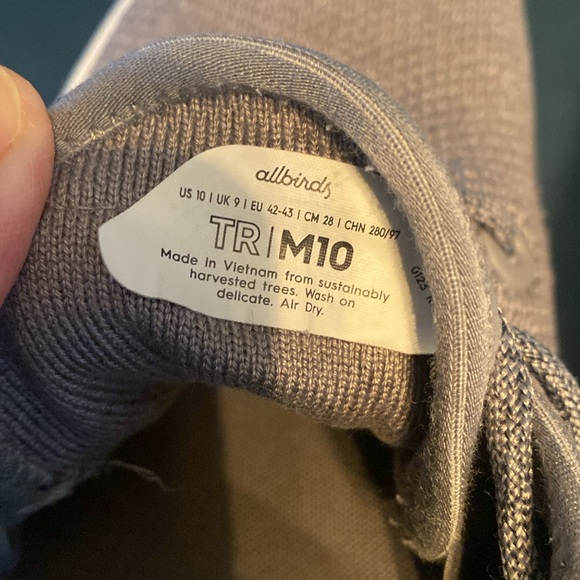 allbirds
US 10 | UK 9 | EU 42-43 | CM 28 | CHN 280/97
TR | M10
Made in Vietnam from sustainably
harvested trees. Wash on
delicate. Air Dry.
0123